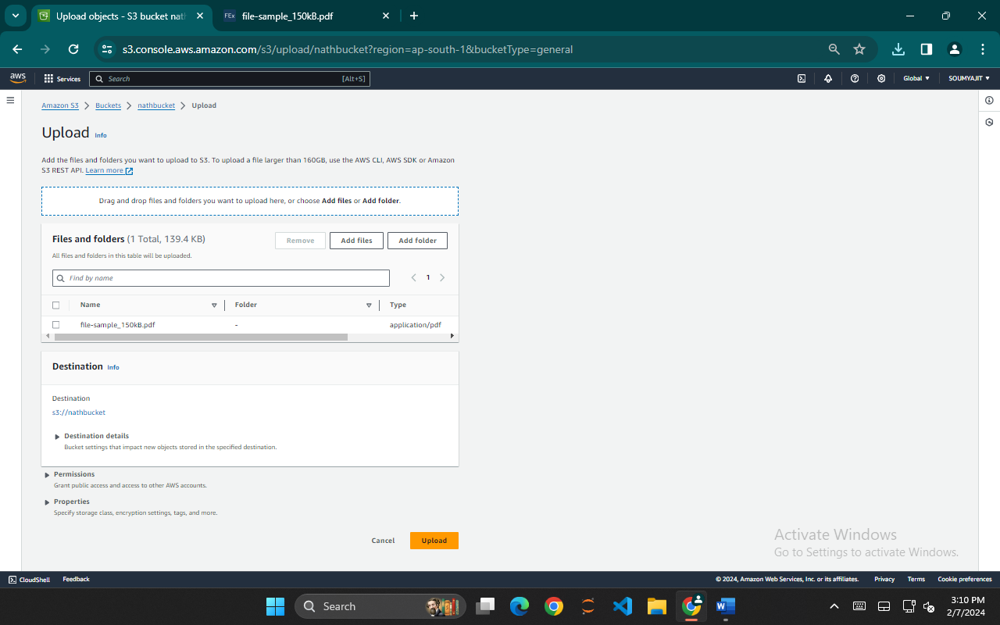 Upload objects - S3 bucket nath
FEx
file-sample_150kB.pdf
s3.console.aws.amazon.com/s3/upload/nathbucket?region=ap-south-1&bucketType=general
aws
Services
Search
[Alt+S]
Global
SOUMYAJIT
Amazon S3
Buckets
nathbucket
Upload
Upload Info
Add the files and folders you want to upload to S3. To upload a file larger than 160GB, use the AWS CLI, AWS SDK or Amazon
S3 REST API. Learn more
Drag and drop files and folders you want to upload here, or choose Add files or Add folder.
Files and folders (1 Total, 139.4 KB)
Remove
Add files
Add folder
All files and folders in this table will be uploaded.
Find by name
1
Name
Folder
Type
file-sample_150kB.pdf
-
application/pdf
Destination Info
Destination
s3://nathbucket
Destination details
Bucket settings that impact new objects stored in the specified destination.
Permissions
Grant public access and access to other AWS accounts.
Properties
Specify storage class, encryption settings, tags, and more.
Cancel
Upload
Activate Windows
Go to Settings to activate Windows.
CloudShell
Feedback
© 2024, Amazon Web Services, Inc. or its affiliates.
Privacy
Terms
Cookie preferences
Search
3:10 PM
2/7/2024